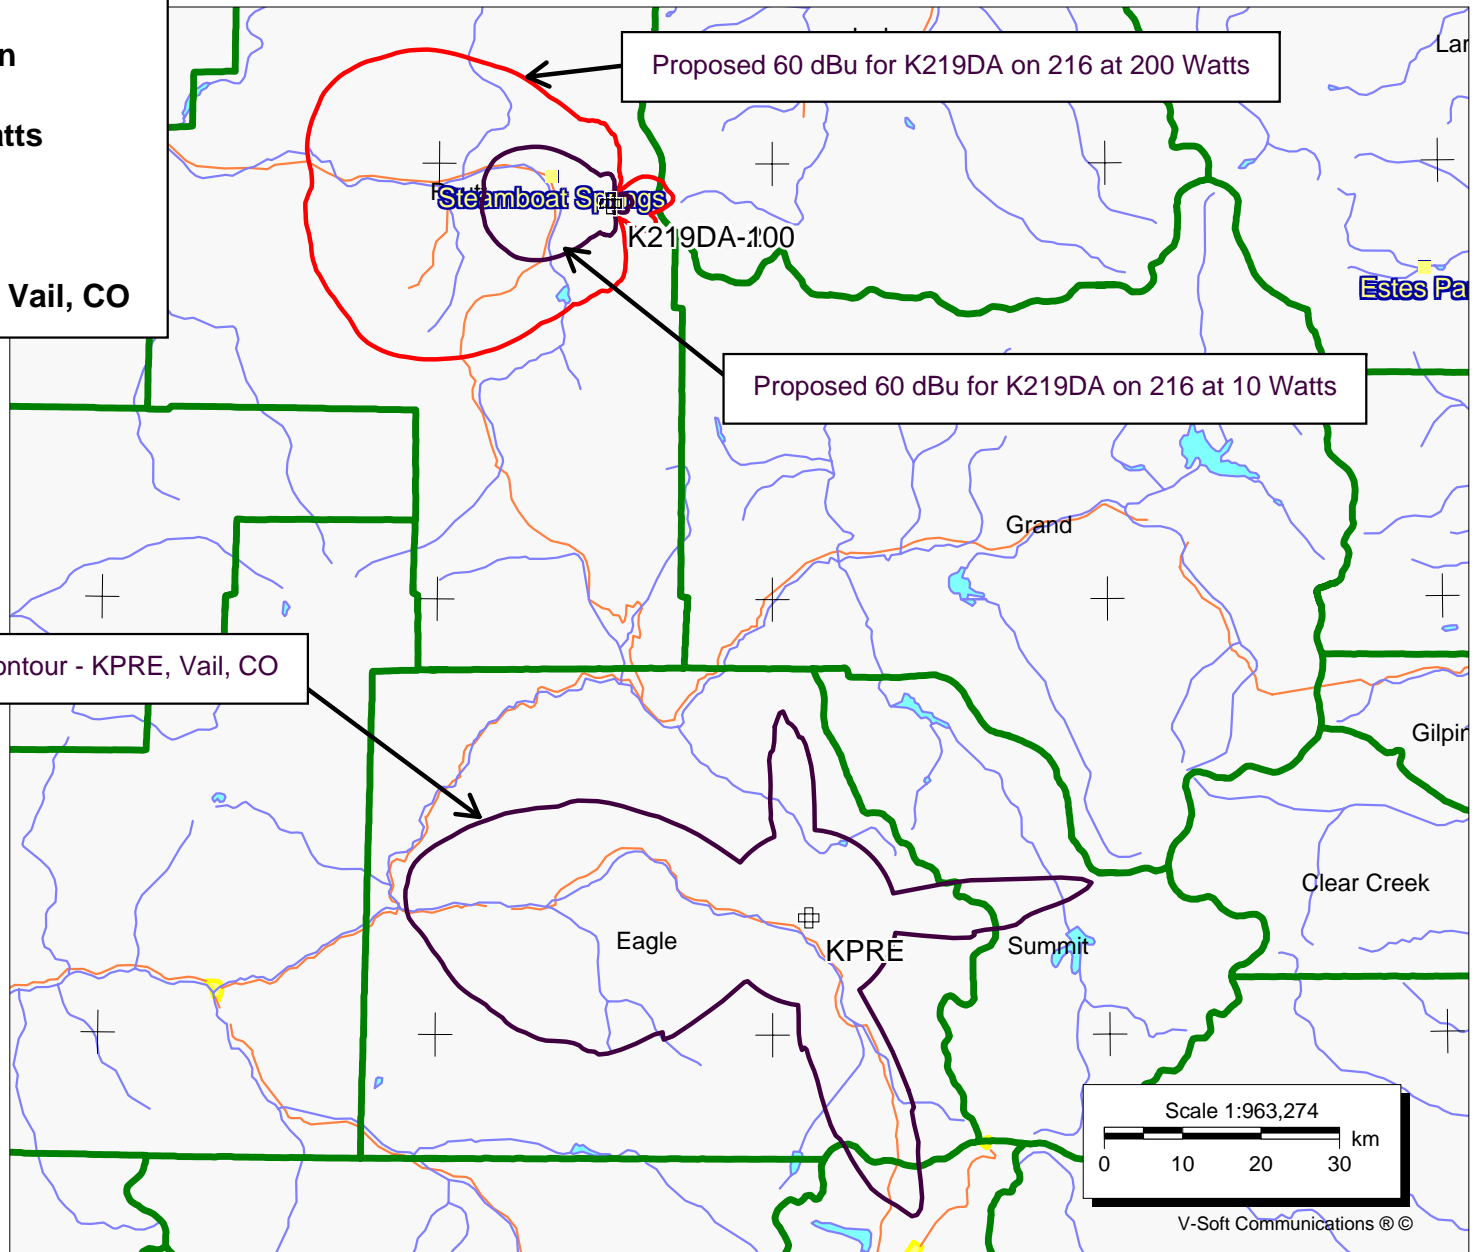 n
Proposed 60 dBu for K219DA on 216 at 200 Watts
Lar
tts
Steamboat Springs
K219DA-
Vail, CO
Estes Pa
Proposed 60 dBu for K219DA on 216 at 10 Watts
Grand
ontour - KPRE, Vail, CO
Gilpin
Clear Creek
Eagle
KPRE
Summit
Scale 1:963,274
km
0 10 20 30
V-Soft Communications ® ©